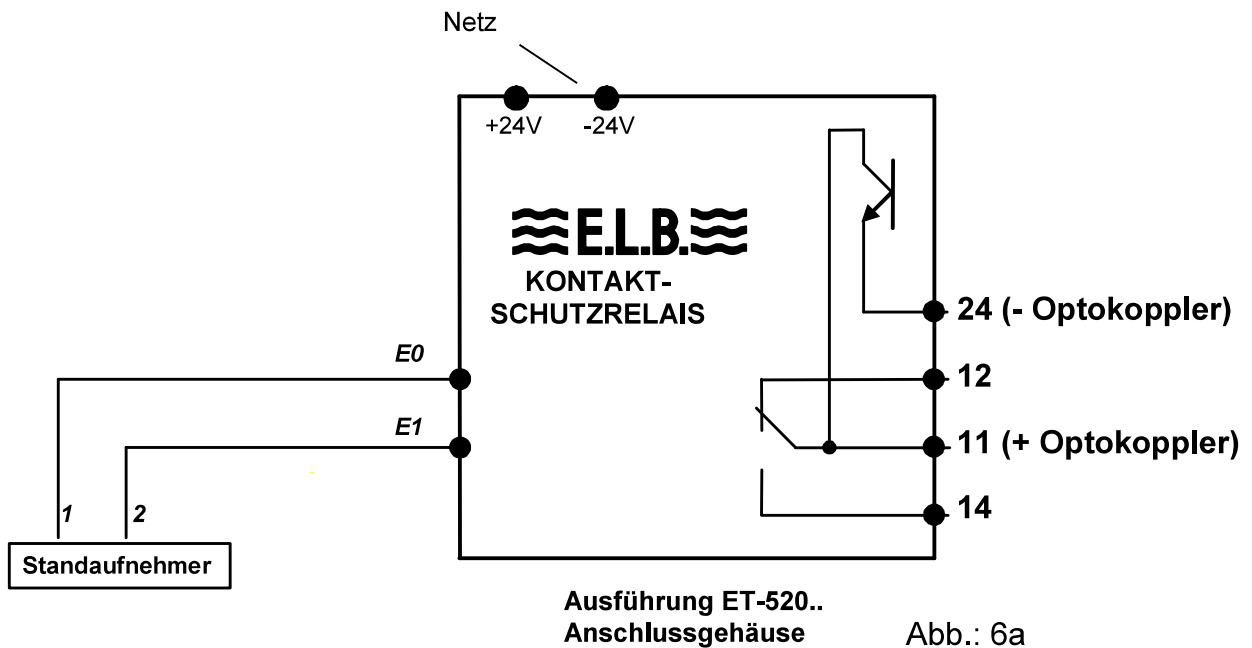 Netz
+24V
-24V
E.L.B.
KONTAKT-
SCHUTZRELAIS
24 (- Optokoppler)
E0
12
E1
11 (+ Optokoppler)
14
1
2
Standaufnehmer
Ausführung ET-520..
Anschlussgehäuse
Abb.: 6a